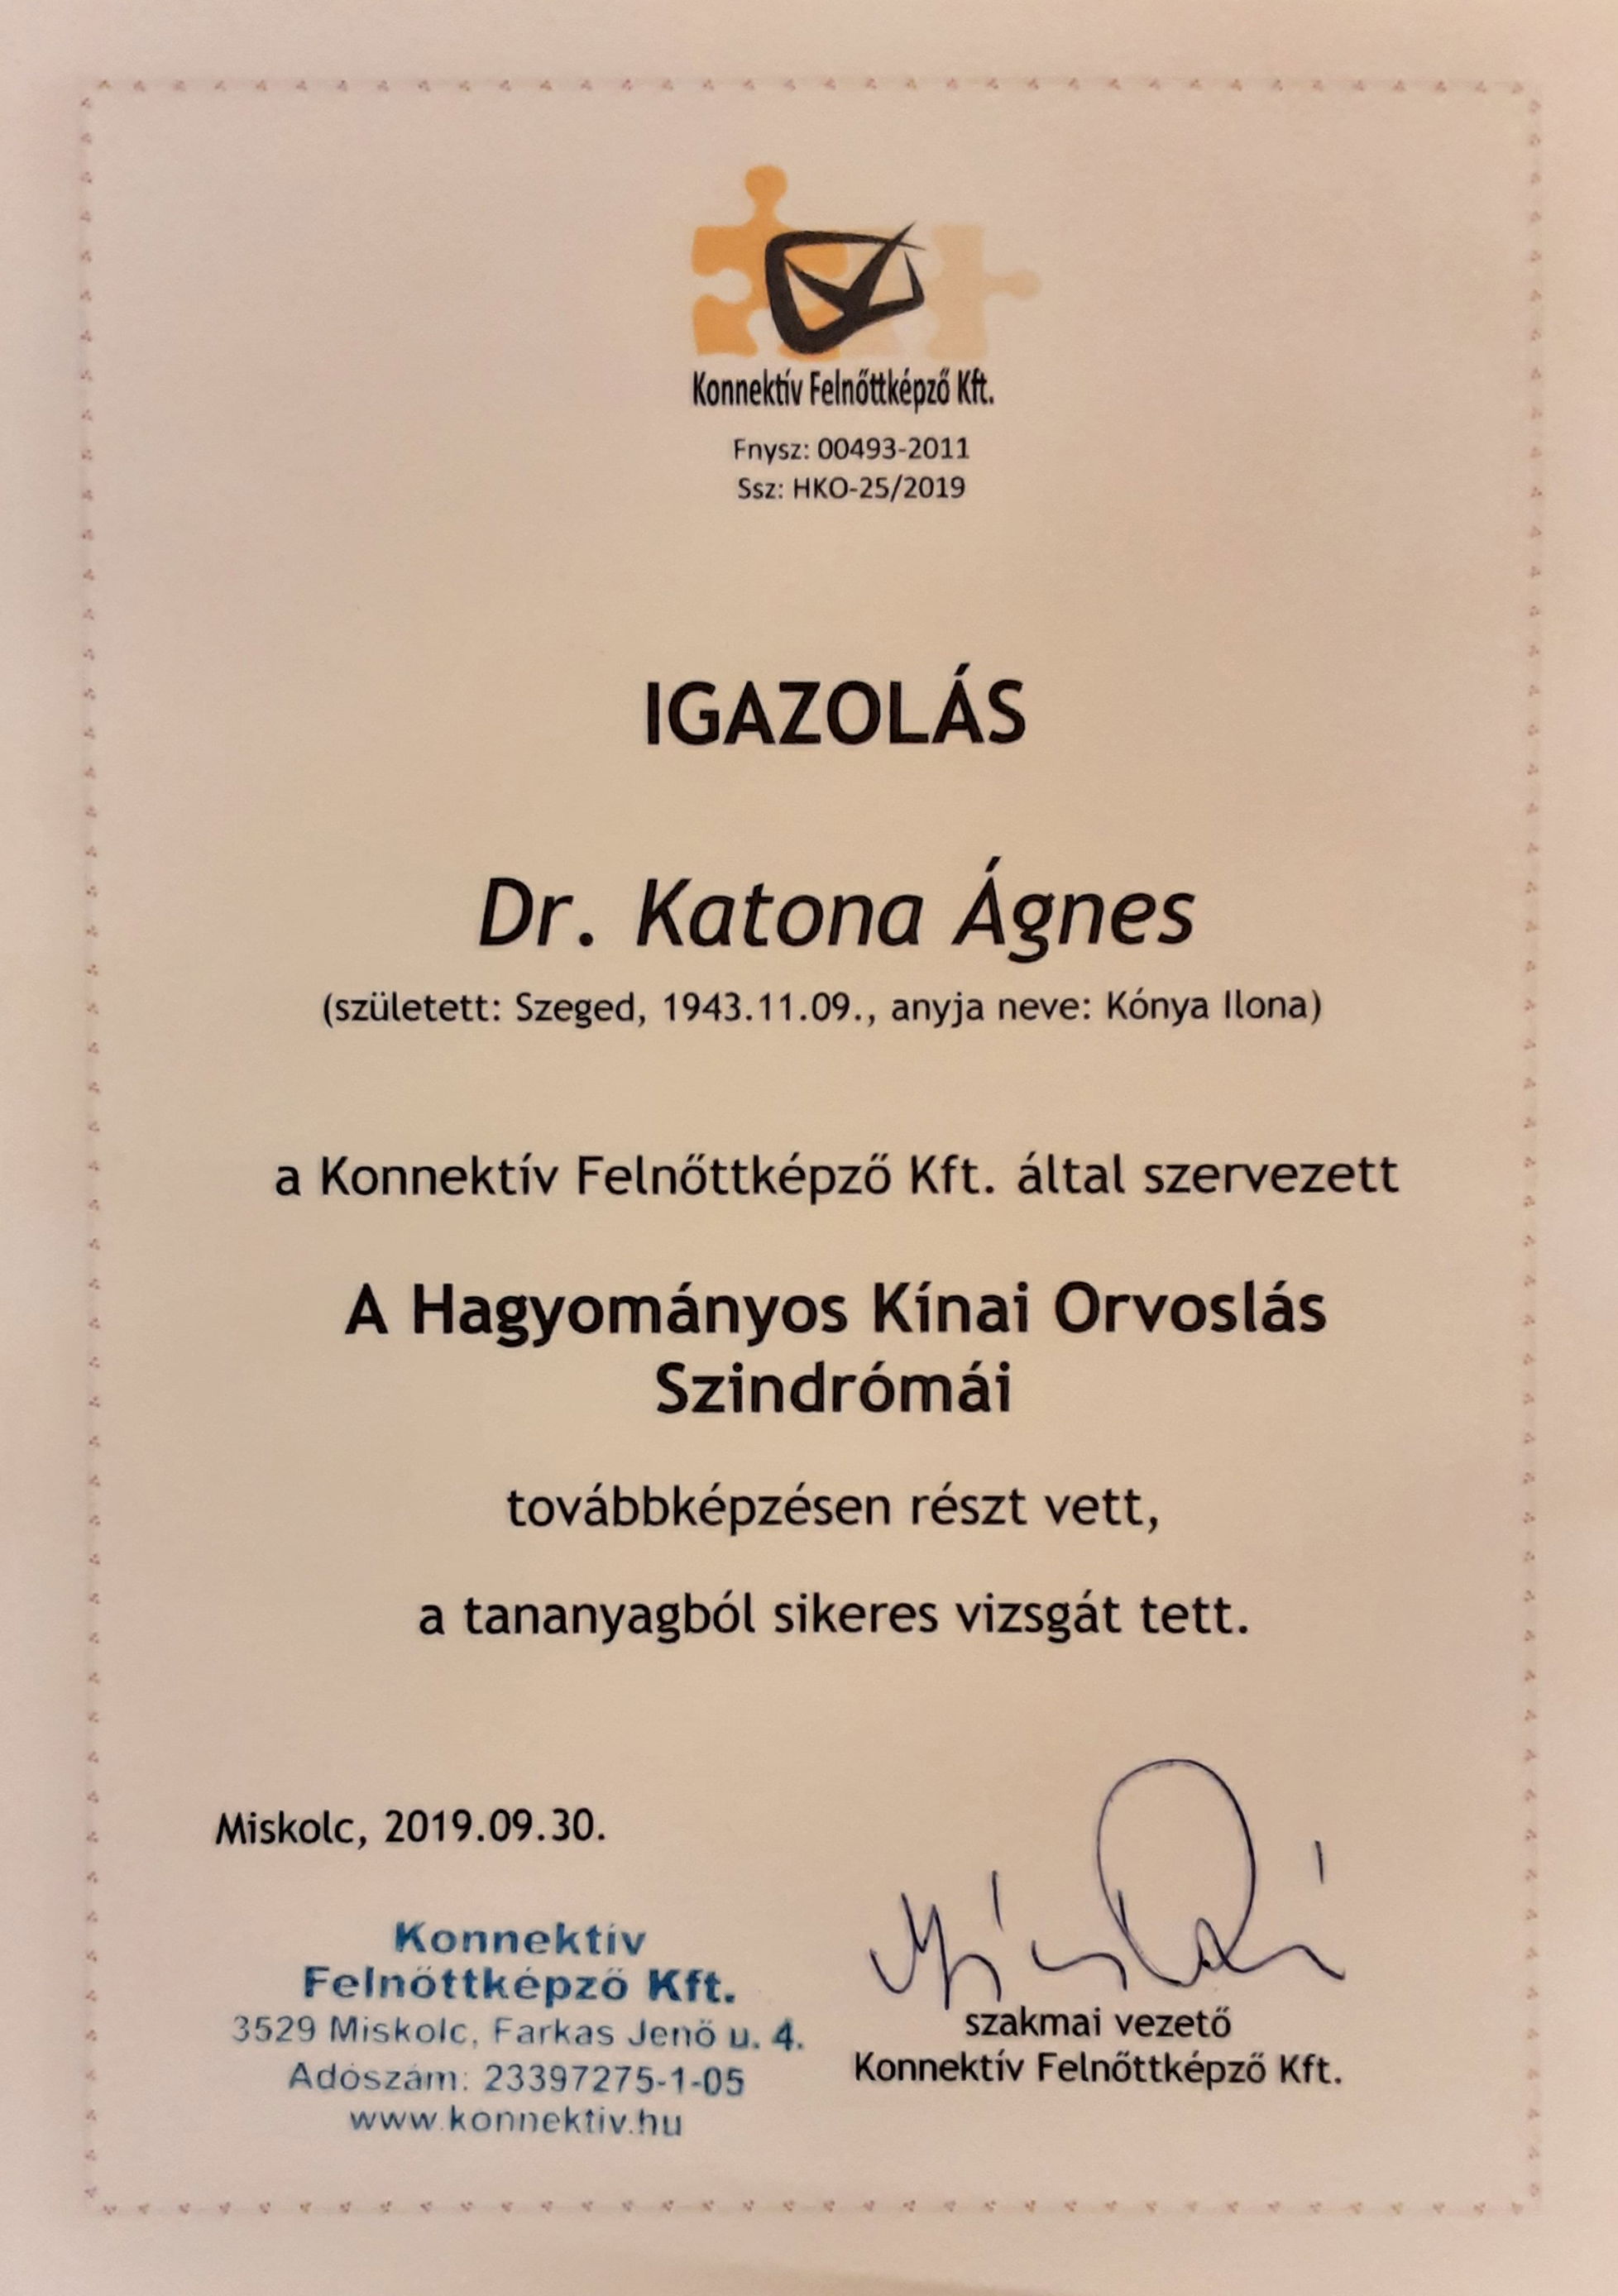 Konnektív Felnőttképző Kft.
Fnysz: 00493-2011
Ssz: HKO-25/2019
IGAZOLÁS
Dr. Katona Ágnes
(született: Szeged, 1943.11.09., anyja neve: Kónya Ilona)
a Konnektív Felnőttképző Kft. által szervezett
A Hagyományos Kínai Orvoslás
Szindrómái
továbbképzésen részt vett,
a tananyagból sikeres vizsgát tett.
Miskolc, 2019.09.30.
szakmai vezető
Konnektív Felnőttképző Kft.
Konnektív
Felnőttképző Kft.
3529 Miskolc, Farkas Jenő u. 4.
Adószám: 23397275-1-05
www.konnektiv.hu